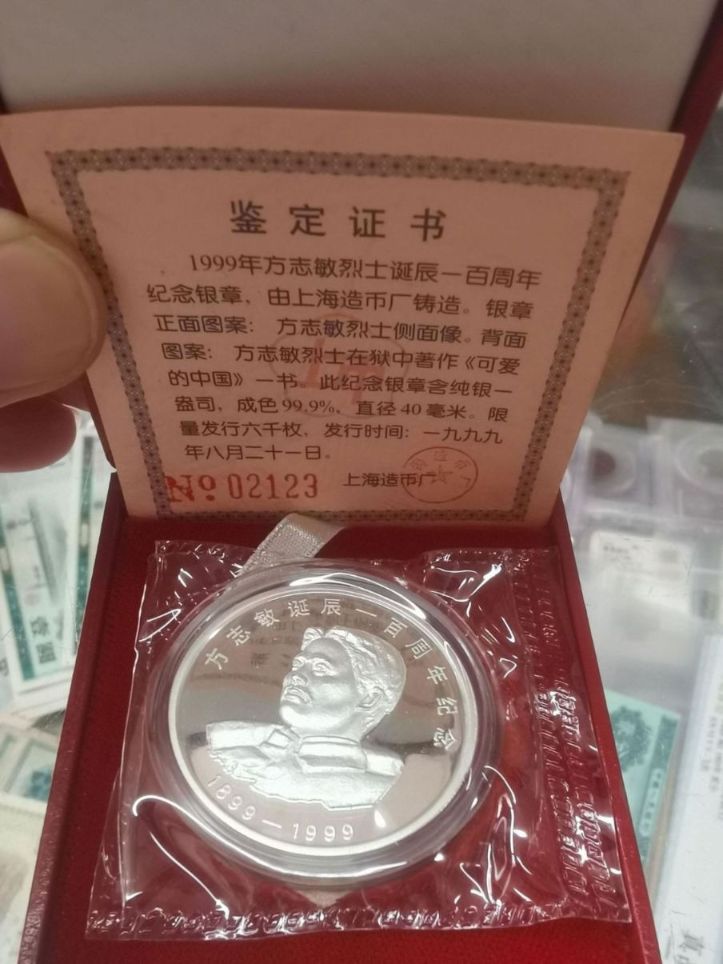 鉴定证书
1999年方志敏烈士诞辰一百周年
纪念银章，由上海造币厂铸造。银章
正面图案：方志敏烈士侧面像。背面
图案：方志敏烈士在狱中著作《可爱
的中国》一书。此纪念银章含纯银一
盎司，成色99.9%，直径40毫米。限
量发行六千枚，发行时间：一九九九
年八月二十一日。
№ 02123 上海造币厂
方志敏诞辰一百周年纪念
1899—1999